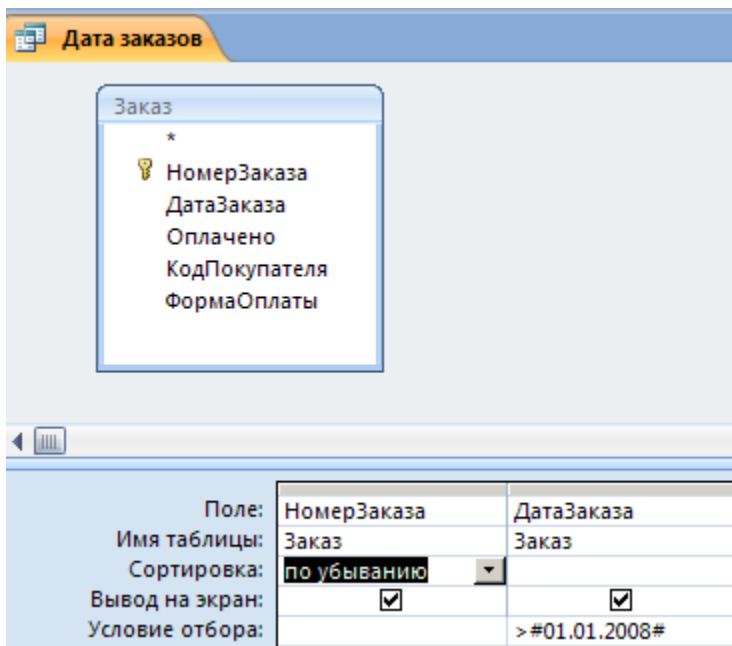 Дата заказов
Заказ
*
НомерЗаказа
ДатаЗаказа
Оплачено
КодПокупателя
ФормаОплаты
Поле: НомерЗаказа ДатаЗаказа
Имя таблицы: Заказ Заказ
Сортировка: по убыванию
Вывод на экран:
Условие отбора: >#01.01.2008#